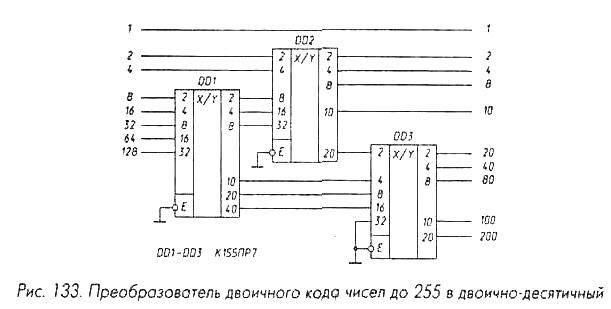 1 1
DD2
2 2 X/Y 2 2
4 4 4 4
8 8
DD1
8 2 X/Y 2 8 10 10
16 4 4 16
32 8 8 32
64 16
128 32
E 20
DD3
2 X/Y 2 20
4 40
10 4 8 80
20 8
E 40 16
32 10 100
E 20 200
DD1-DD3 К155ПР7
Рис. 133. Преобразователь двоичного кода чисел до 255 в двоично-десятичный